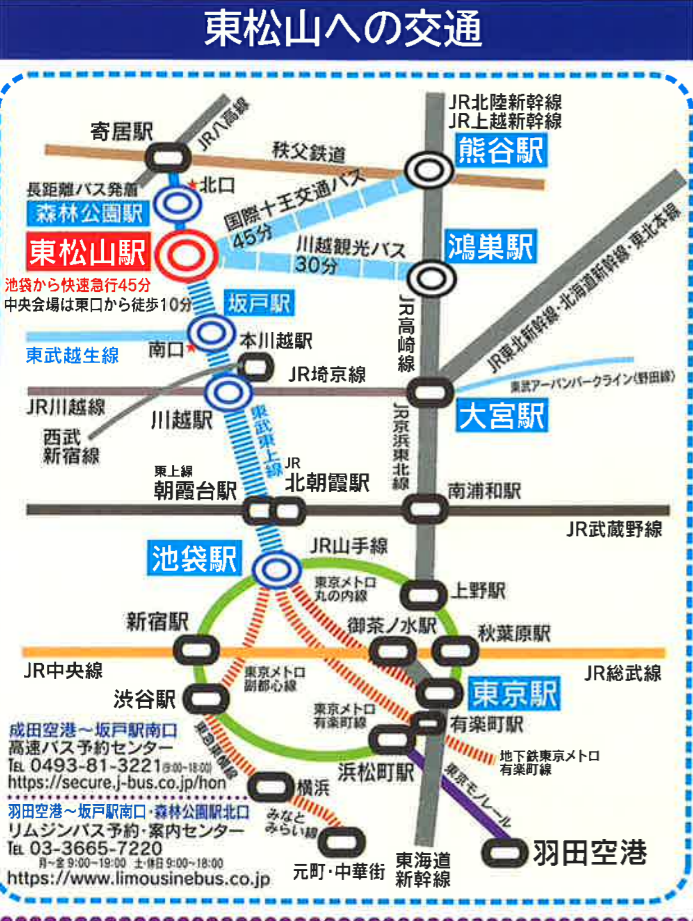 東松山への交通
JR北陸新幹線
JR上越新幹線
JR八高線
寄居駅
秩父鉄道
熊谷駅
長距離バス発着
★北口
森林公園駅
国際十王交通バス
45分
東松山駅
川越観光バス
30分
鴻巣駅
池袋から快速急行45分
中央会場は東口から徒歩10分
坂戸駅
JR高崎線
JR東北新幹線・北海道新幹線・東北本線
東武越生線
南口★
本川越駅
JR埼京線
東武アーバンパークライン(野田線)
JR川越線
川越駅
大宮駅
西武
新宿線
東武東上線
JR京浜東北線
東上線
朝霞台駅
JR
北朝霞駅
南浦和駅
JR武蔵野線
池袋駅
JR山手線
東京メトロ
丸の内線
上野駅
新宿駅
御茶ノ水駅
秋葉原駅
JR中央線
JR総武線
東京メトロ
副都心線
渋谷駅
東京駅
東京メトロ
有楽町線
有楽町駅
成田空港〜坂戸駅南口
高速バス予約センター
TEL 0493-81-3221(9:00~18:00)
https://secure.j-bus.co.jp/hon
東急東横線
浜松町駅
地下鉄東京メトロ
有楽町線
横浜
東京モノレール
羽田空港〜坂戸駅南口・森林公園駅北口
リムジンバス予約・案内センター
TEL 03-3665-7220
月〜金 9:00~19:00 土・休日 9:00~18:00
https://www.limousinebus.co.jp
みなと
みらい線
元町・中華街
東海道
新幹線
羽田空港